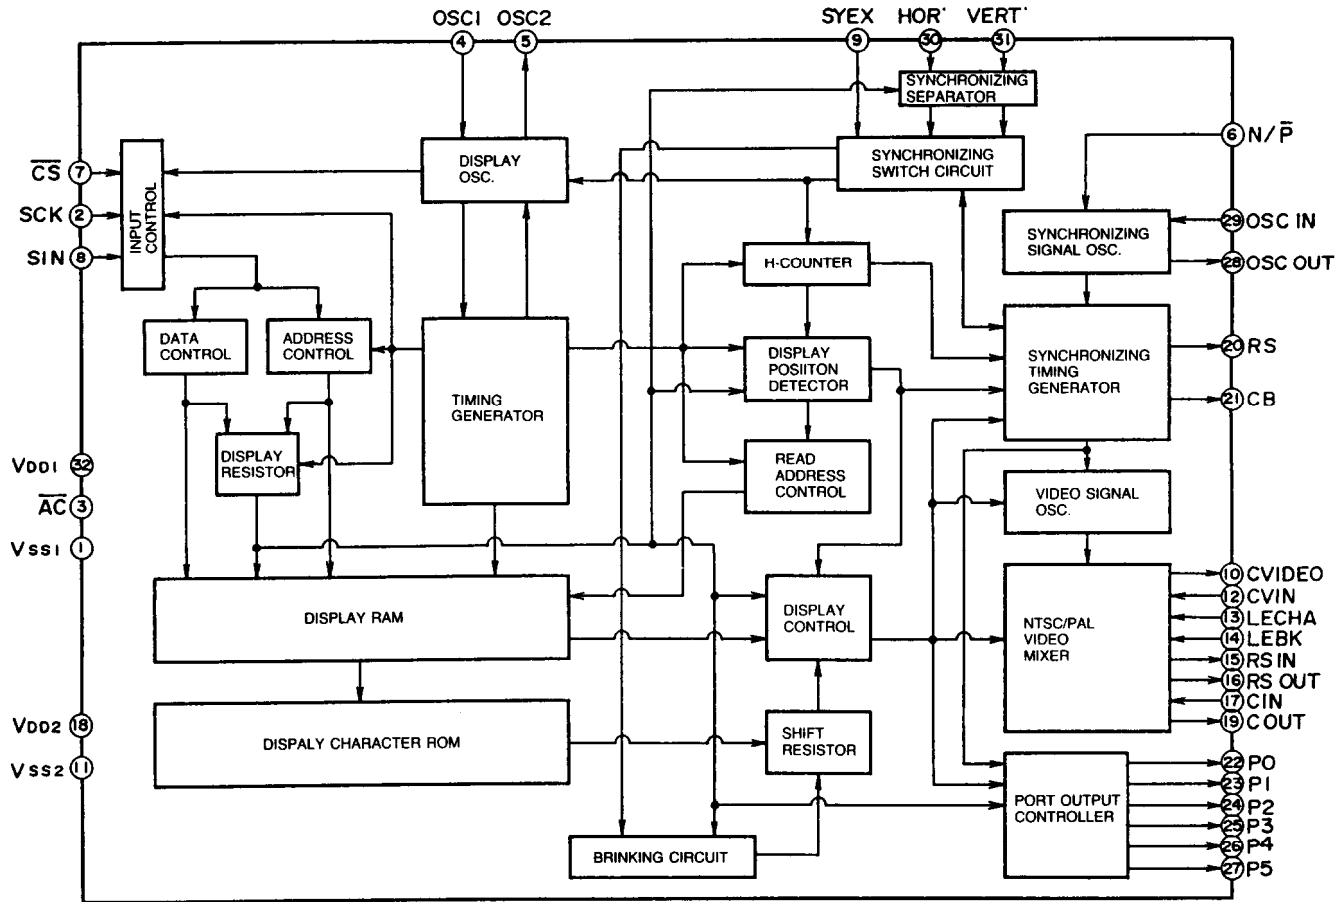 OSC1 OSC2 SYEX HOR' VERT'
4 5 9 30 31
SYNCHRONIZING
SEPARATOR
6 N/P̅
C̅S̅ 7
SCK 2
SIN 8
INPUT
CONTROL
DISPLAY
OSC.
SYNCHRONIZING
SWITCH CIRCUIT
SYNCHRONIZING
SIGNAL OSC.
29 OSC IN
28 OSC OUT
H-COUNTER
DATA
CONTROL
ADDRESS
CONTROL
TIMING
GENERATOR
DISPLAY
POSIITON
DETECTOR
SYNCHRONIZING
TIMING
GENERATOR
20 RS
21 CB
DISPLAY
RESISTOR
READ
ADDRESS
CONTROL
VIDEO SIGNAL
OSC.
VDD1 32
A̅C̅ 3
VSS1 1
DISPLAY RAM
DISPLAY
CONTROL
NTSC/PAL
VIDEO
MIXER
10 CVIDEO
12 CVIN
13 LECHA
14 LEBK
15 RS IN
16 RS OUT
17 CIN
19 COUT
VDD2 18
VSS2 11
DISPALY CHARACTER ROM
SHIFT
RESISTOR
BRINKING CIRCUIT
PORT OUTPUT
CONTROLLER
22 P0
23 P1
24 P2
25 P3
26 P4
27 P5